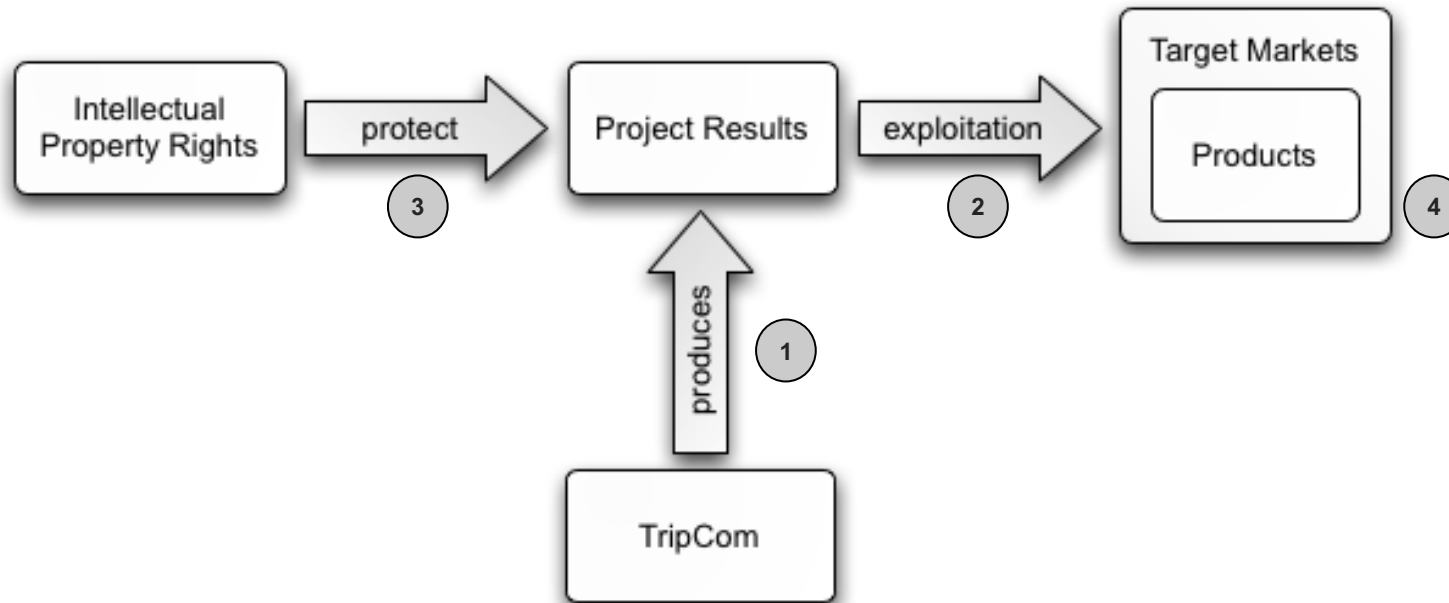 Intellectual
Property Rights
protect
3
Project Results
exploitation
2
Target Markets
Products
4
produces
1
TripCom